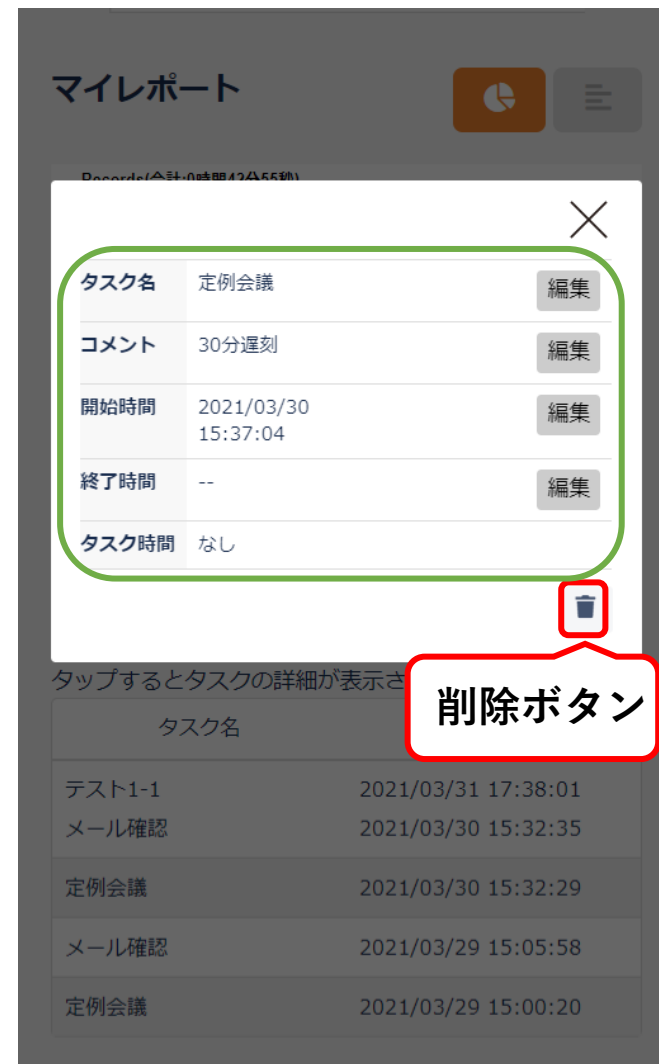 マイレポート
Records(合計:0時間42分55秒)
タスク名 定例会議 編集
コメント 30分遅刻 編集
開始時間 2021/03/30 編集
15:37:04
終了時間 -- 編集
タスク時間 なし
削除ボタン
タップするとタスクの詳細が表示さ
タスク名
テスト1-1 2021/03/31 17:38:01
メール確認 2021/03/30 15:32:35
定例会議 2021/03/30 15:32:29
メール確認 2021/03/29 15:05:58
定例会議 2021/03/29 15:00:20